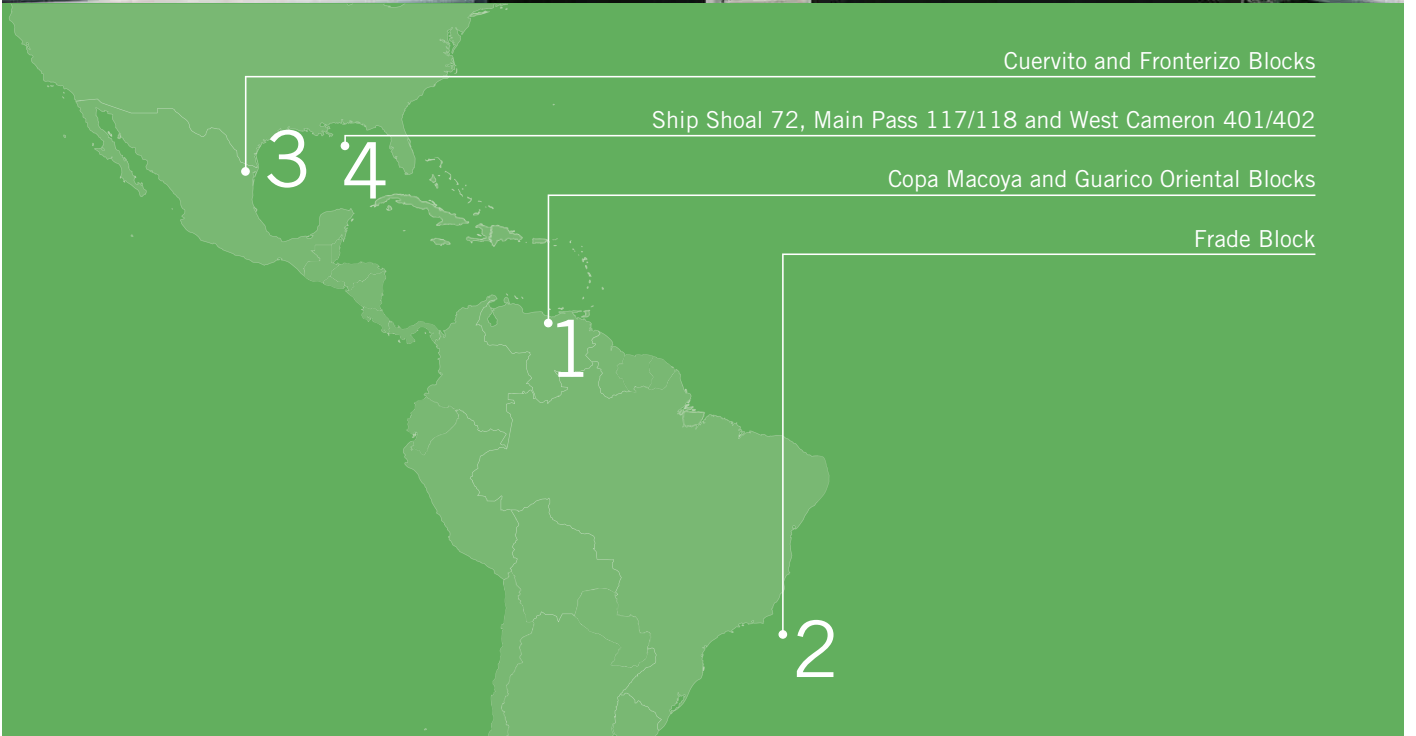 Cuervito and Fronterizo Blocks
Ship Shoal 72, Main Pass 117/118 and West Cameron 401/402
3
4
Copa Macoya and Guarico Oriental Blocks
Frade Block
1
2